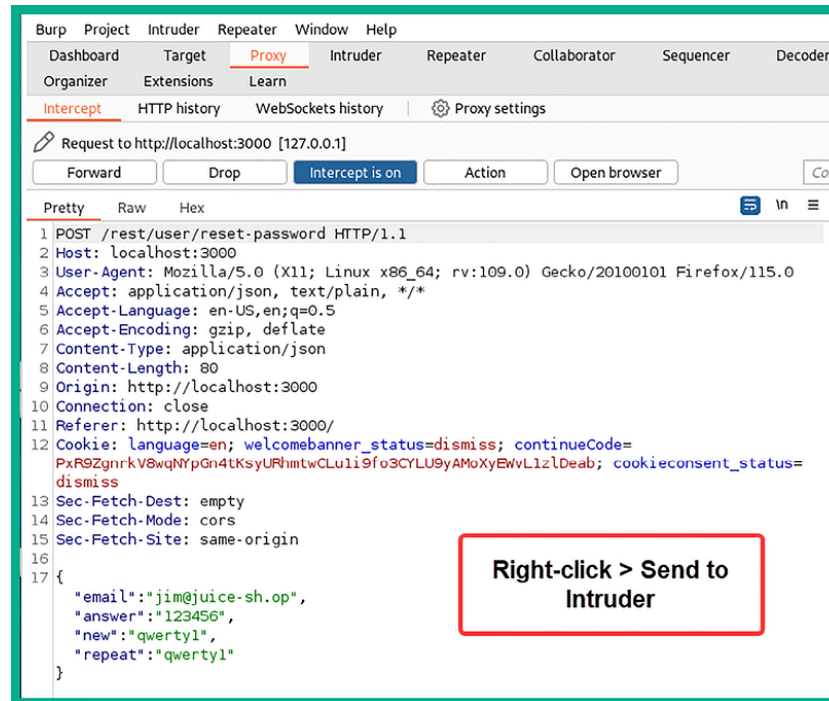 Burp Project Intruder Repeater Window Help
Dashboard Target Proxy Intruder Repeater Collaborator Sequencer Decoder
Organizer Extensions Learn
Intercept HTTP history WebSockets history Proxy settings
Request to http://localhost:3000 [127.0.0.1]
Forward Drop Intercept is on Action Open browser
Pretty Raw Hex \n
1 POST /rest/user/reset-password HTTP/1.1
2 Host: localhost:3000
3 User-Agent: Mozilla/5.0 (X11; Linux x86_64; rv:109.0) Gecko/20100101 Firefox/115.0
4 Accept: application/json, text/plain, */*
5 Accept-Language: en-US,en;q=0.5
6 Accept-Encoding: gzip, deflate
7 Content-Type: application/json
8 Content-Length: 80
9 Origin: http://localhost:3000
10 Connection: close
11 Referer: http://localhost:3000/
12 Cookie: language=en; welcomebanner_status=dismiss; continueCode=
PxR9ZgnrkV8wqNYpGn4tKsyURhmtwCLu1i9fo3CYLU9yAMoXyEWvL1zlDeab; cookieconsent_status=
dismiss
13 Sec-Fetch-Dest: empty
14 Sec-Fetch-Mode: cors
15 Sec-Fetch-Site: same-origin
16
17 {
"email":"jim@juice-sh.op",
"answer":"123456",
"new":"qwerty1",
"repeat":"qwerty1"
}
Right-click > Send to
Intruder